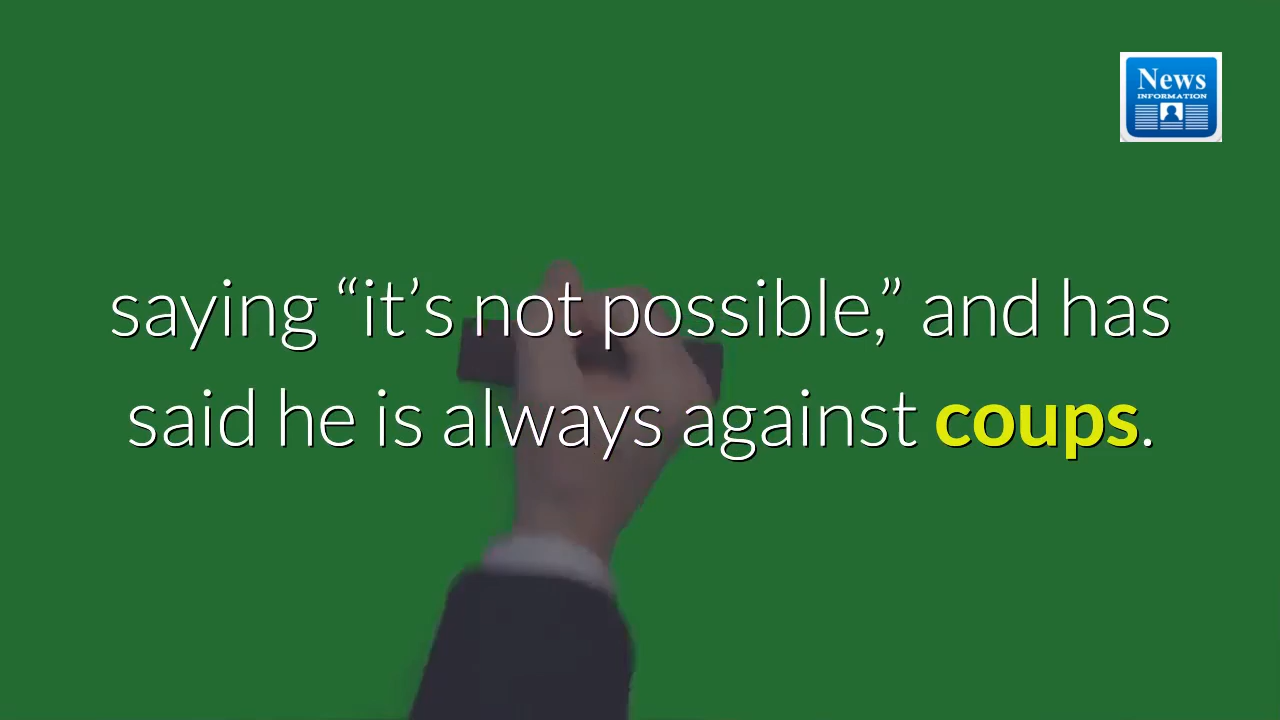 News
INFORMATION
saying “it’s not possible,” and has
said he is always against coups.